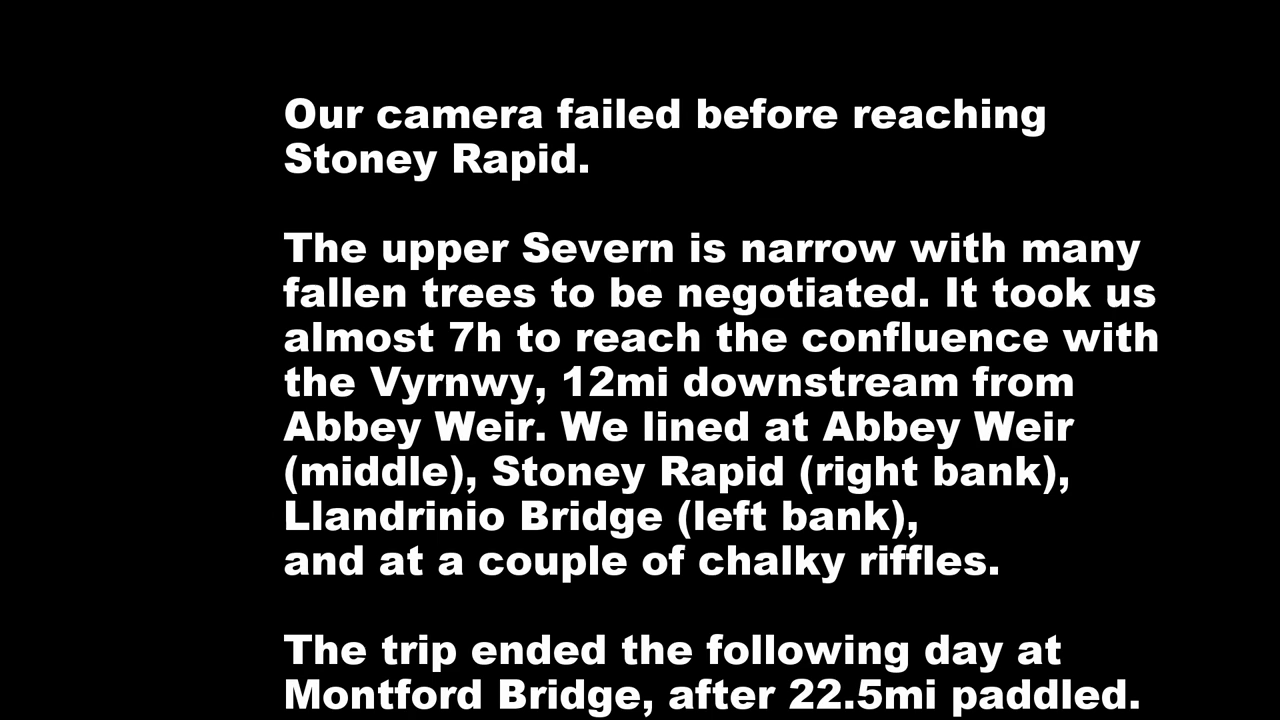 Our camera failed before reaching
Stoney Rapid.
The upper Severn is narrow with many
fallen trees to be negotiated. It took us
almost 7h to reach the confluence with
the Vyrnwy, 12mi downstream from
Abbey Weir. We lined at Abbey Weir
(middle), Stoney Rapid (right bank),
Llandrinio Bridge (left bank),
and at a couple of chalky riffles.
The trip ended the following day at
Montford Bridge, after 22.5mi paddled.